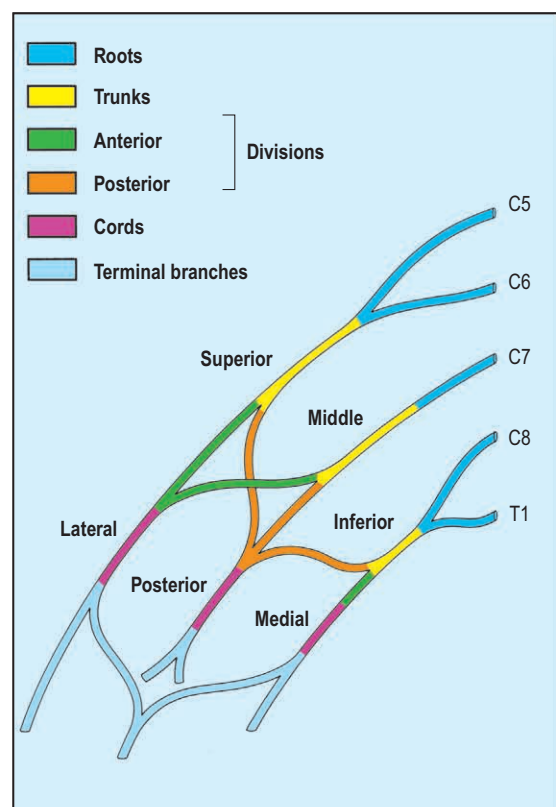 Roots
Trunks
Anterior
Divisions
Posterior
Cords
Terminal branches
C5
C6
Superior
C7
Middle
C8
Inferior
T1
Lateral
Posterior
Medial